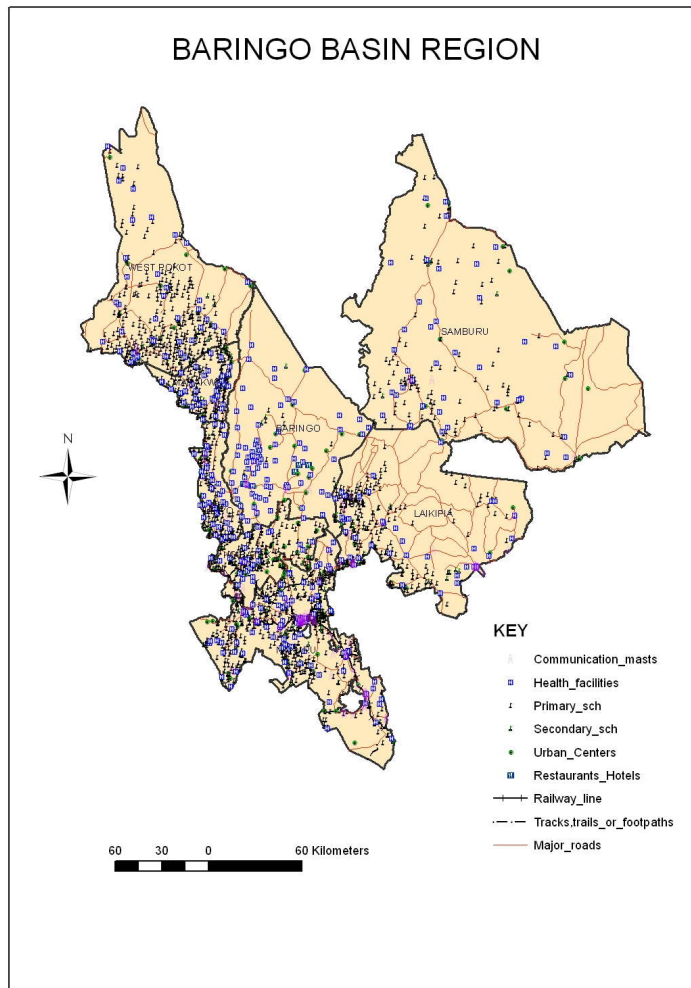 BARINGO BASIN REGION
WEST POKOT
SAMBURU
BARINGO
LAIKIPIA
N
KEY
Communication_masts
Health_facilities
Primary_sch
Secondary_sch
Urban_Centers
Restaurants_Hotels
Railway_line
Tracks,trails_or_footpaths
Major_roads
60 30 0 60 Kilometers